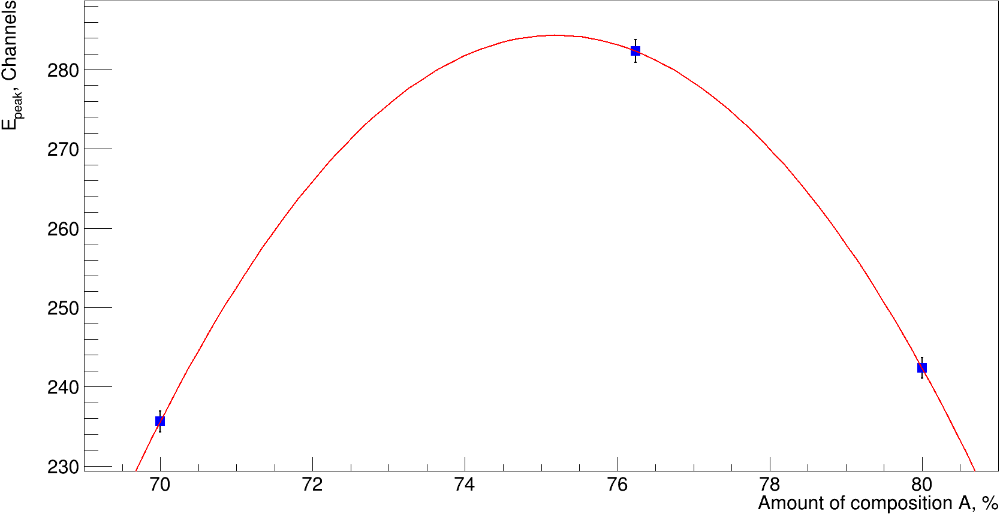 E_peak, Channels
280
270
260
250
240
230
70 72 74 76 78 80
Amount of composition A, %